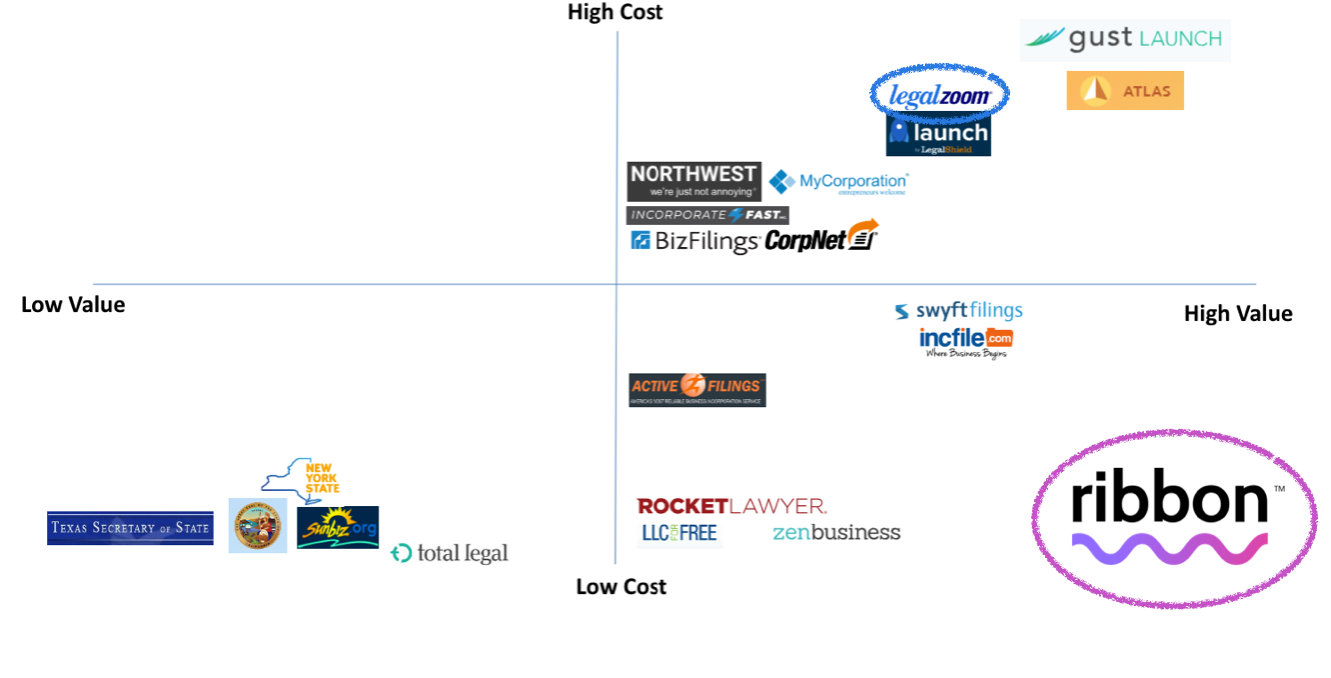 High Cost
gust LAUNCH
ATLAS
legalzoom
launch
by LegalShield
NORTHWEST
we're just not annoying®
MyCorporation®
entrepreneurs welcome
INCORPORATE FAST
BizFilings
CorpNet
Low Value
High Value
swyftfilings
incfile.com
Where Business Begins
ACTIVE FILINGS
NEW
YORK
STATE
TEXAS SECRETARY OF STATE
Sunbiz.org
total legal
ROCKETLAWYER.
LLC FOR FREE
zenbusiness
ribbon™
Low Cost